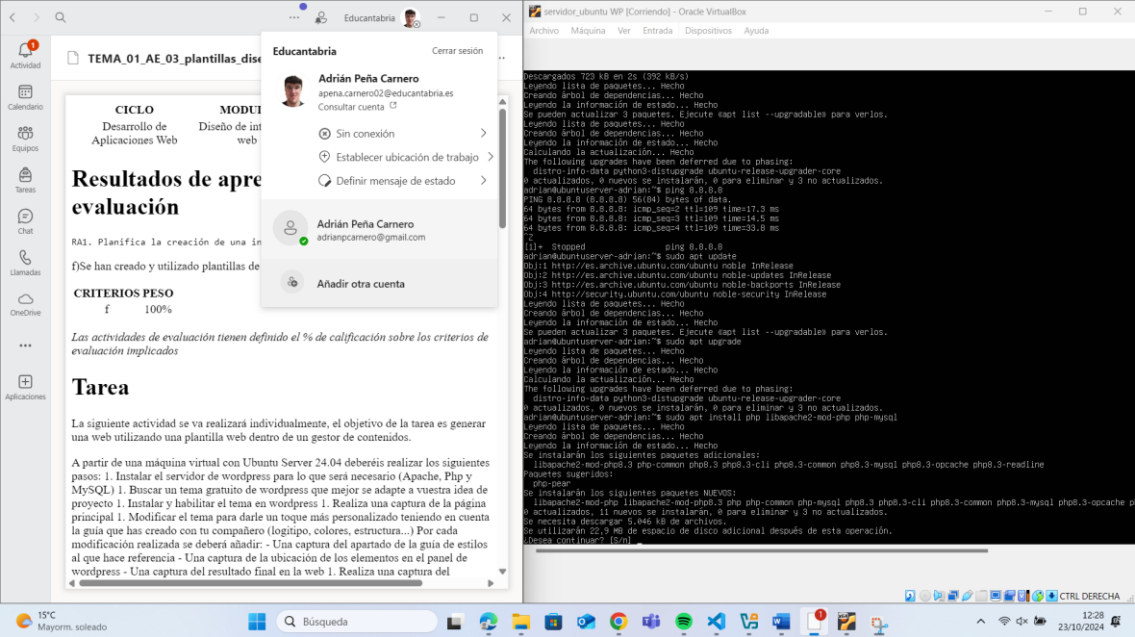 Educantabria
servidor_ubuntu WP [Corriendo] - Oracle VirtualBox
Archivo Máquina Ver Entrada Dispositivos Ayuda
1
Actividad
Calendario
Equipos
Tareas
Chat
Llamadas
OneDrive
Aplicaciones
TEMA_01_AE_03_plantillas_dise
CICLO MODU
Desarrollo de Diseño de int
Aplicaciones Web web
Resultados de apre
evaluación
RA1. Planifica la creación de una in
f)Se han creado y utilizado plantillas de
CRITERIOS PESO
f 100%
Las actividades de evaluación tienen definido el % de calificación sobre los criterios de
evaluación implicados
Tarea
La siguiente actividad se va realizará individualmente, el objetivo de la tarea es generar
una web utilizando una plantilla web dentro de un gestor de contenidos.
A partir de una máquina virtual con Ubuntu Server 24.04 deberéis realizar los siguientes
pasos: 1. Instalar el servidor de wordpress para lo que será necesario (Apache, Php y
MySQL) 1. Buscar un tema gratuito de wordpress que mejor se adapte a vuestra idea de
proyecto 1. Instalar y habilitar el tema en wordpress 1. Realiza una captura de la página
principal 1. Modificar el tema para darle un toque más personalizado teniendo en cuenta
la guía que has creado con tu compañero (logitipo, colores, estructura...) Por cada
modificación realizada se deberá añadir: - Una captura del apartado de la guía de estilos
al que hace referencia - Una captura de la ubicación de los elementos en el panel de
wordpress - Una captura del resultado final en la web 1. Realiza una captura del
Educantabria Cerrar sesión
Adrián Peña Carnero
apena.carnero02@educantabria.es
Consultar cuenta
Sin conexión
Establecer ubicación de trabajo
Definir mensaje de estado
Adrián Peña Carnero
adrianpcarnero@gmail.com
Añadir otra cuenta
Descargados 723 kB en 2s (392 kB/s)
Leyendo lista de paquetes... Hecho
Creando árbol de dependencias... Hecho
Leyendo la información de estado... Hecho
Se pueden actualizar 3 paquetes. Ejecute «apt list --upgradable» para verlos.
Leyendo lista de paquetes... Hecho
Creando árbol de dependencias... Hecho
Leyendo la información de estado... Hecho
Calculando la actualización... Hecho
The following upgrades have been deferred due to phasing:
distro-info-data python3-distupgrade ubuntu-release-upgrader-core
0 actualizados, 0 nuevos se instalarán, 0 para eliminar y 3 no actualizados.
adrian@ubuntuserver-adrian:~$ ping 8.8.8.8
PING 8.8.8.8 (8.8.8.8) 56(84) bytes of data.
64 bytes from 8.8.8.8: icmp_seq=2 ttl=109 time=17.3 ms
64 bytes from 8.8.8.8: icmp_seq=3 ttl=109 time=14.5 ms
64 bytes from 8.8.8.8: icmp_seq=4 ttl=109 time=33.8 ms
^Z
[1]+ Stopped ping 8.8.8.8
adrian@ubuntuserver-adrian:~$ sudo apt update
Obj:1 http://es.archive.ubuntu.com/ubuntu noble InRelease
Obj:2 http://es.archive.ubuntu.com/ubuntu noble-updates InRelease
Obj:3 http://es.archive.ubuntu.com/ubuntu noble-backports InRelease
Obj:4 http://security.ubuntu.com/ubuntu noble-security InRelease
Leyendo lista de paquetes... Hecho
Creando árbol de dependencias... Hecho
Leyendo la información de estado... Hecho
Se pueden actualizar 3 paquetes. Ejecute «apt list --upgradable» para verlos.
adrian@ubuntuserver-adrian:~$ sudo apt upgrade
Leyendo lista de paquetes... Hecho
Creando árbol de dependencias... Hecho
Leyendo la información de estado... Hecho
Calculando la actualización... Hecho
The following upgrades have been deferred due to phasing:
distro-info-data python3-distupgrade ubuntu-release-upgrader-core
0 actualizados, 0 nuevos se instalarán, 0 para eliminar y 3 no actualizados.
adrian@ubuntuserver-adrian:~$ sudo apt install php libapache2-mod-php php-mysql
Leyendo lista de paquetes... Hecho
Creando árbol de dependencias... Hecho
Leyendo la información de estado... Hecho
Se instalarán los siguientes paquetes adicionales:
libapache2-mod-php8.3 php-common php8.3 php8.3-cli php8.3-common php8.3-mysql php8.3-opcache php8.3-readline
Paquetes sugeridos:
php-pear
Se instalarán los siguientes paquetes NUEVOS:
libapache2-mod-php libapache2-mod-php8.3 php php-common php-mysql php8.3 php8.3-cli php8.3-common php8.3-mysql php8.3-opcache p
0 actualizados, 11 nuevos se instalarán, 0 para eliminar y 3 no actualizados.
Se necesita descargar 5.046 kB de archivos.
Se utilizarán 22,9 MB de espacio de disco adicional después de esta operación.
¿Desea continuar? [S/n]
CTRL DERECHA
15°C
Mayorm. soleado
Búsqueda
1
12:28
23/10/2024